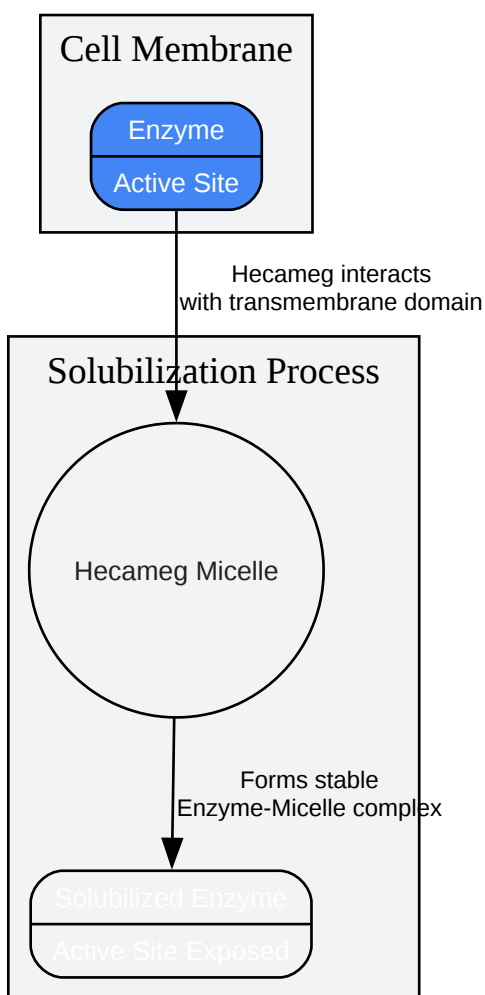 Cell Membrane
Enzyme
Active Site
Hecameg interacts
with transmembrane domain
Solubilization Process
Hecameg Micelle
Forms stable
Enzyme-Micelle complex
Solubilized Enzyme
Active Site Exposed